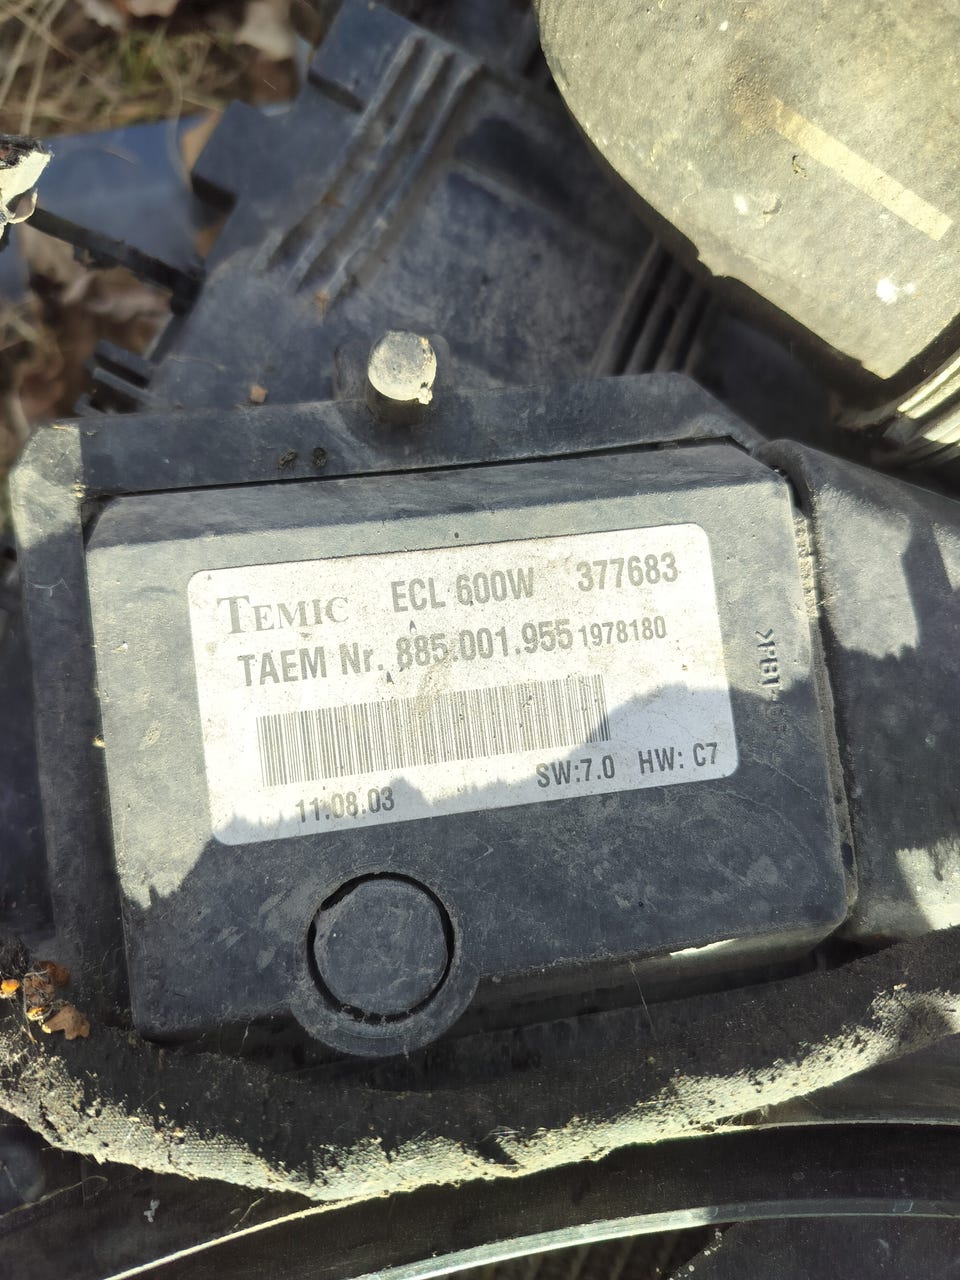 TEMIC ECL 600W 377683
TAEM Nr. 885.001.955 1978180
SW:7.0 HW: C7
11.08.03